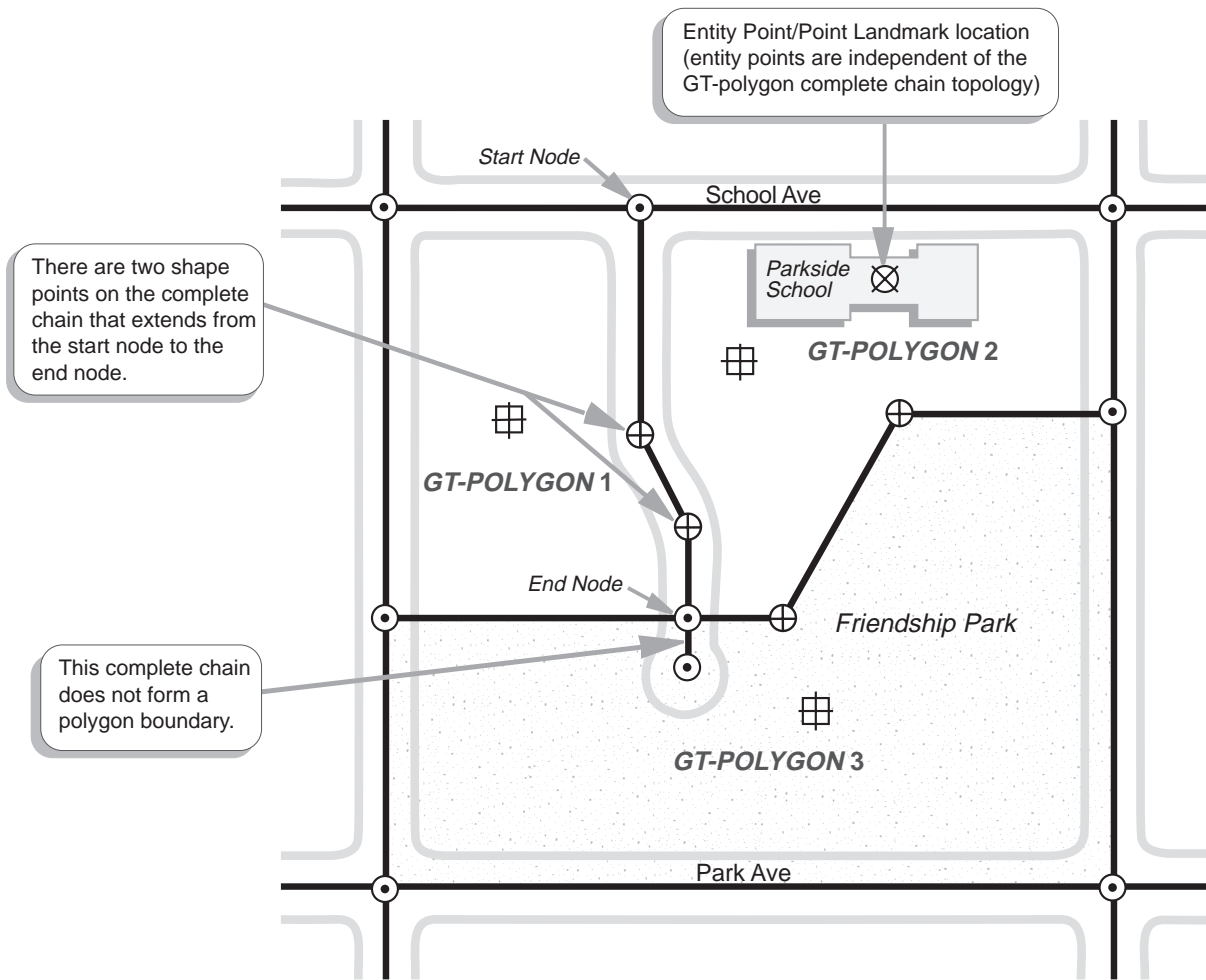 Entity Point/Point Landmark location
(entity points are independent of the
GT-polygon complete chain topology)
Start Node
School Ave
There are two shape
points on the complete
chain that extends from
the start node to the
end node.
Parkside
School
GT-POLYGON 2
GT-POLYGON 1
End Node
Friendship Park
This complete chain
does not form a
polygon boundary.
GT-POLYGON 3
Park Ave